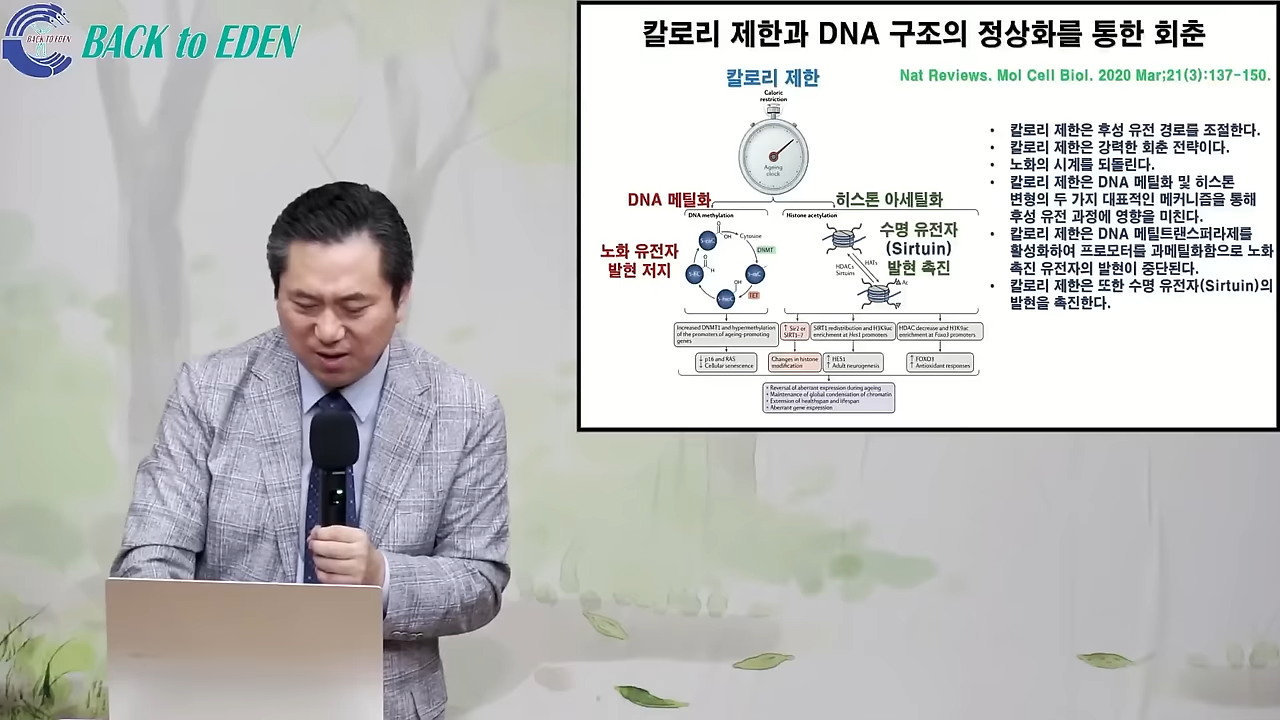 BACK TO EDEN
BACK to EDEN
칼로리 제한과 DNA 구조의 정상화를 통한 회춘
Nat Reviews. Mol Cell Biol. 2020 Mar;21(3):137-150.
칼로리 제한
Caloric
restriction
Ageing
clock
DNA 메틸화
히스톤 아세틸화
DNA methylation
Histone acetylation
노화 유전자
발현 저지
수명 유전자
(Sirtuin)
발현 촉진
OH
Cytosine
5-mC
DNMT
O
H
5-fC
OH
5-hmC
TET
HDACs
Sirtuins
HATs
Ac
Increased DNMT1 and hypermethylation
of the promoters of ageing-promoting
genes
↑ Sir2 or
SIRT1–7
SIRT1 redistribution and H3K9ac
enrichment at Hes1 promoters
HDAC decrease and H3K9ac
enrichment at Foxo3 promoters
↓ p16 and RAS
↓ Cellular senescence
Changes in histone
modification
↑ HES1
↑ Adult neurogenesis
↑ FOXO3
↑ Antioxidant responses
• Reversal of aberrant expression during ageing
• Maintenance of global condensation of chromatin
• Extension of healthspan and lifespan
• Aberrant gene expression
• 칼로리 제한은 후성 유전 경로를 조절한다.
• 칼로리 제한은 강력한 회춘 전략이다.
• 노화의 시계를 되돌린다.
• 칼로리 제한은 DNA 메틸화 및 히스톤
변형의 두 가지 대표적인 메커니즘을 통해
후성 유전 과정에 영향을 미친다.
• 칼로리 제한은 DNA 메틸트랜스퍼라제를
활성화하여 프로모터를 과메틸화함으로 노화
촉진 유전자의 발현이 중단된다.
• 칼로리 제한은 또한 수명 유전자(Sirtuin)의
발현을 촉진한다.